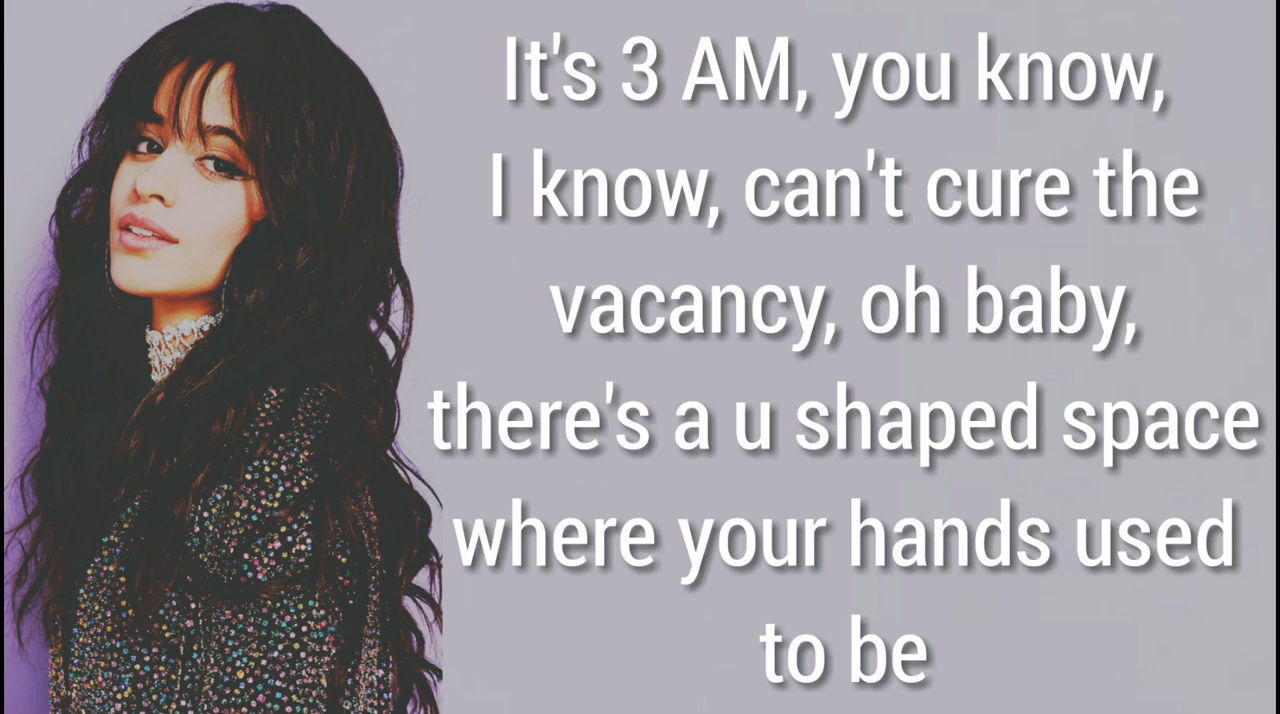 It's 3 AM, you know,
I know, can't cure the
vacancy, oh baby,
there's a u shaped space
where your hands used
to be